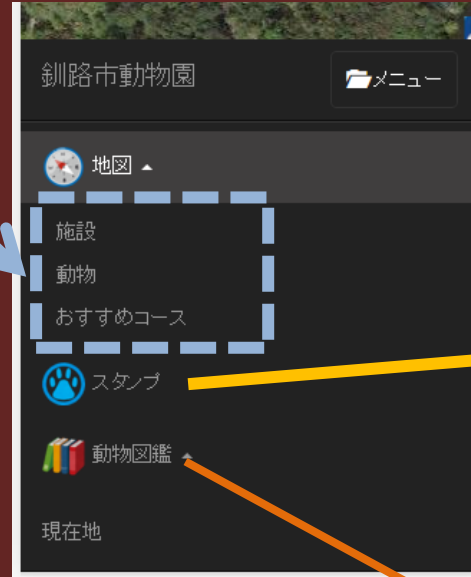 釧路市動物園
メニュー
地図
施設
動物
おすすめコース
スタンプ
動物図鑑
現在地